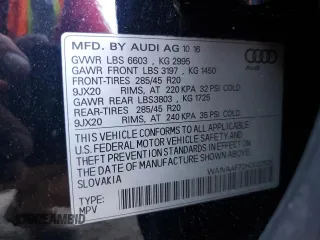 MFD. BY AUDI AG 10 16
GVWR LBS 6603 , KG 2995
GAWR FRONT LBS 3197 , KG 1450
FRONT-TIRES 285/45 R20
9JX20 RIMS, AT 220 KPA 32 PSI COLD
GAWR REAR LBS3803 , KG 1725
REAR-TIRES 285/45 R20
9JX20 RIMS, AT 240 KPA 35 PSI COLD
THIS VEHICLE CONFORMS TO ALL APPLICABLE
U.S. FEDERAL MOTOR VEHICLE SAFETY AND
THEFT PREVENTION STANDARDS IN EFFECT ON
THE DATE OF MANUFACTURE SHOWN ABOVE.
SLOVAKIA
TYPE:
MPV
Audi